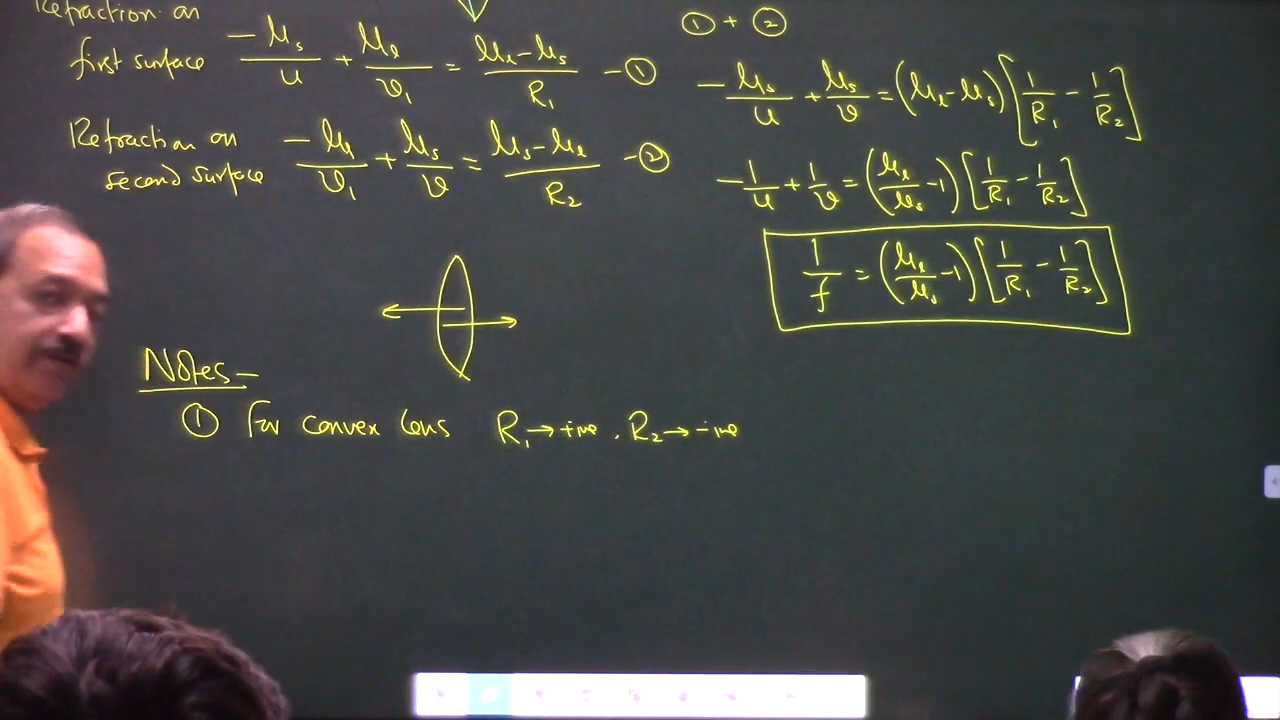 Refraction on
first surface -μs/u + μl/v1 = (μl-μs)/R1 -①
Refraction on
second surface -μl/v1 + μs/v = (μs-μl)/R2 -②
① + ②
-μs/u + μs/v = (μl-μs)[1/R1 - 1/R2]
-1/u + 1/v = (μl/μs -1)[1/R1 - 1/R2]
1/f = (μl/μs -1)[1/R1 - 1/R2]
Notes-
① For convex lens R1→+ive, R2→-ive